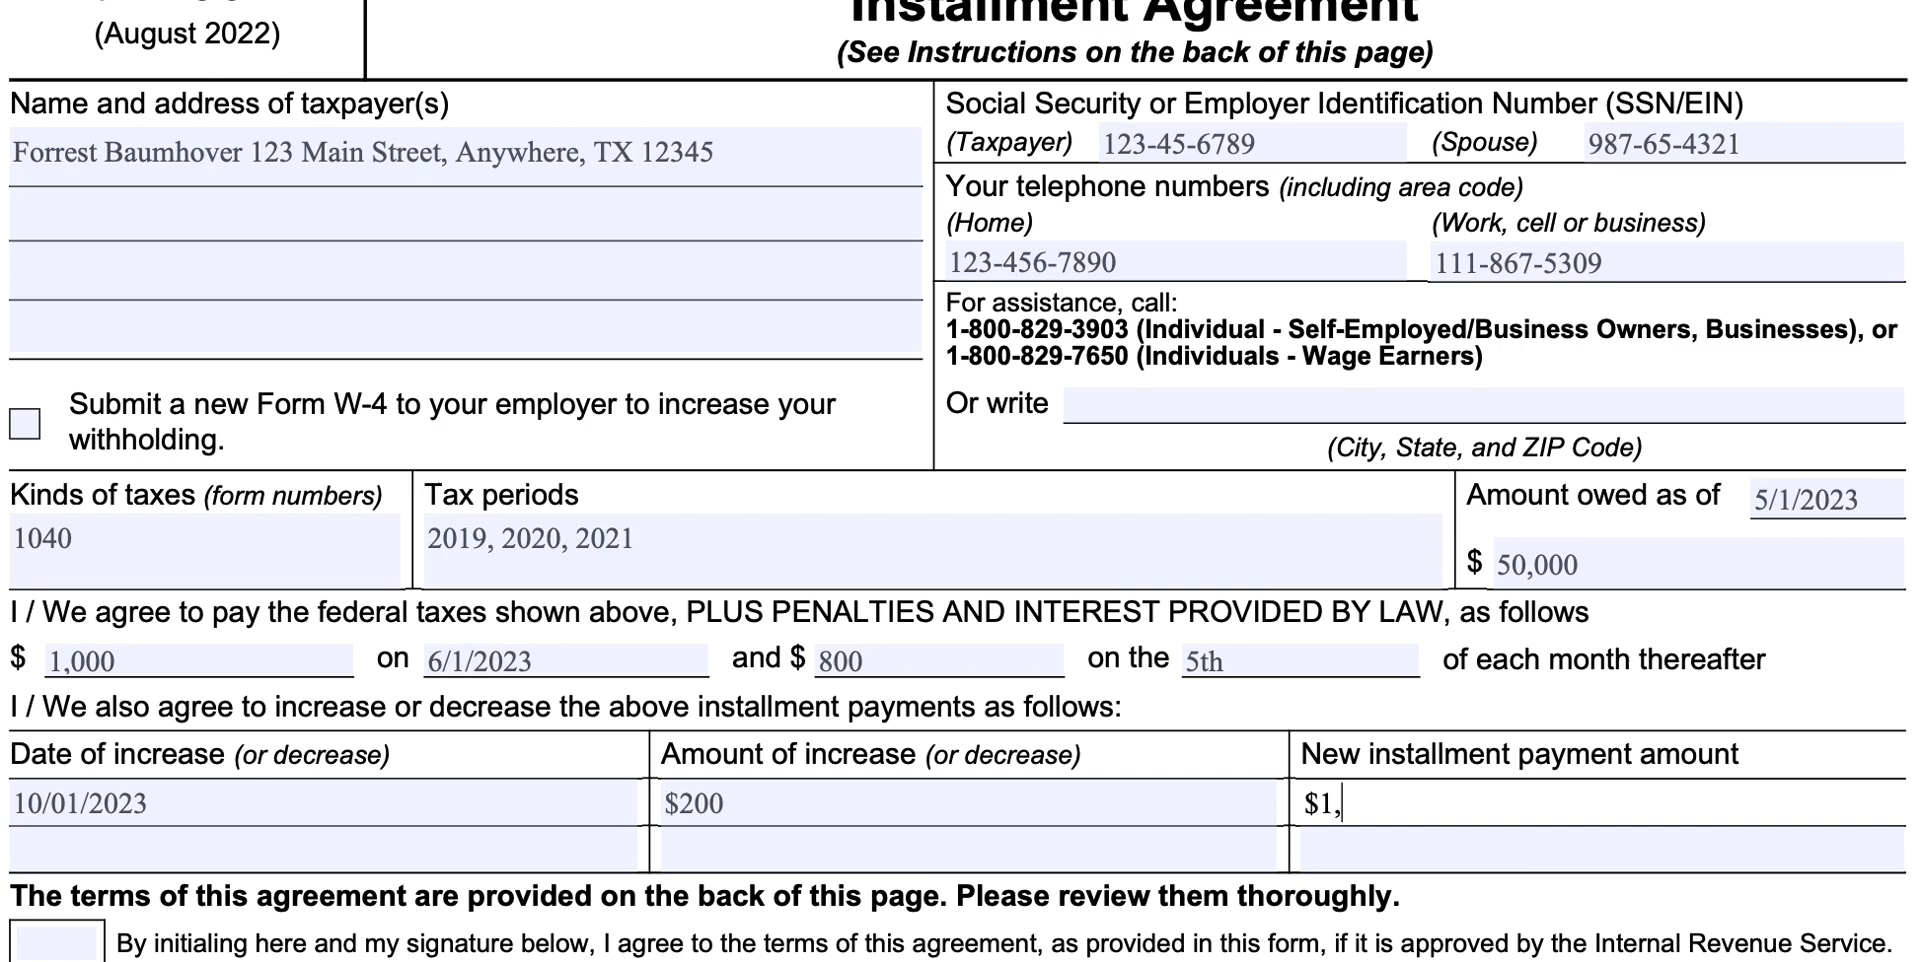 Installment Agreement
(August 2022)
(See Instructions on the back of this page)
Name and address of taxpayer(s)
Forrest Baumhover 123 Main Street, Anywhere, TX 12345
Social Security or Employer Identification Number (SSN/EIN)
(Taxpayer) 123-45-6789 (Spouse) 987-65-4321
Your telephone numbers (including area code)
(Home) (Work, cell or business)
123-456-7890 111-867-5309
For assistance, call:
1-800-829-3903 (Individual - Self-Employed/Business Owners, Businesses), or
1-800-829-7650 (Individuals - Wage Earners)
Or write
(City, State, and ZIP Code)
Submit a new Form W-4 to your employer to increase your
withholding.
Kinds of taxes (form numbers)
1040
Tax periods
2019, 2020, 2021
Amount owed as of 5/1/2023
$ 50,000
I / We agree to pay the federal taxes shown above, PLUS PENALTIES AND INTEREST PROVIDED BY LAW, as follows
$ 1,000 on 6/1/2023 and $ 800 on the 5th of each month thereafter
I / We also agree to increase or decrease the above installment payments as follows:
Date of increase (or decrease) Amount of increase (or decrease) New installment payment amount
10/01/2023 $200 $1,
The terms of this agreement are provided on the back of this page. Please review them thoroughly.
By initialing here and my signature below, I agree to the terms of this agreement, as provided in this form, if it is approved by the Internal Revenue Service.